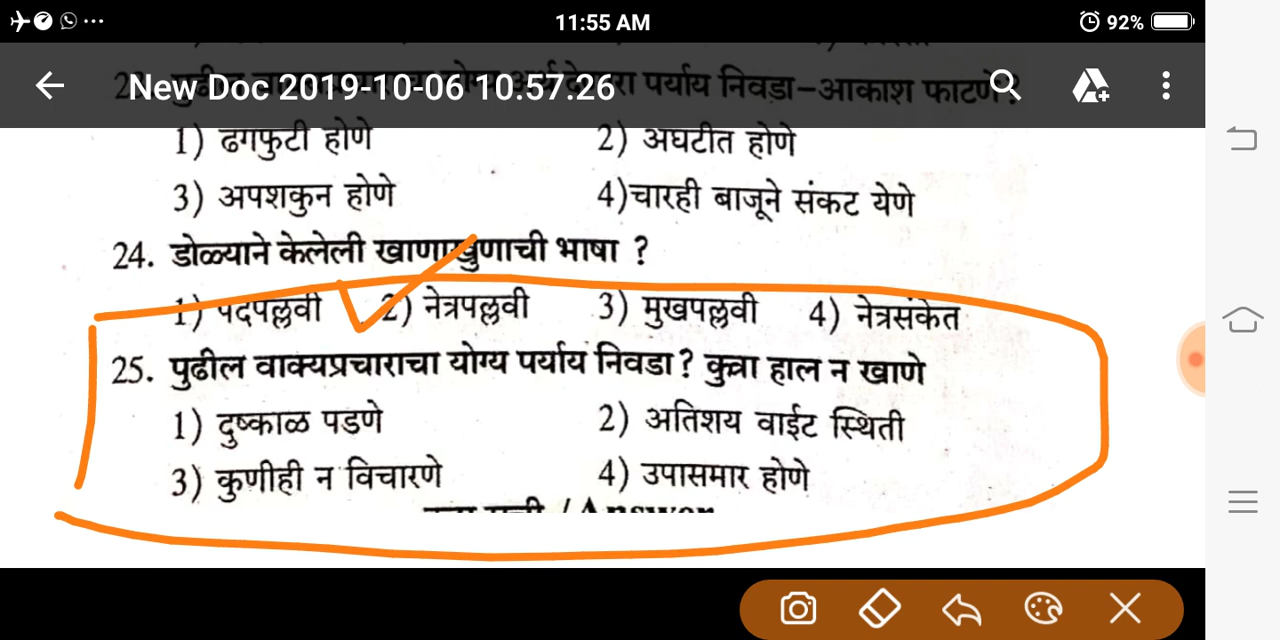 11:55 AM
92%
New Doc 2019-10-06 10.57.26
पर्याय निवडा-आकाश फाटणे?
1) ढगफुटी होणे 2) अघटीत होणे
3) अपशकुन होणे 4)चारही बाजूने संकट येणे
24. डोळ्याने केलेली खाणाखुणाची भाषा ?
1) पदपल्लवी 2) नेत्रपल्लवी 3) मुखपल्लवी 4) नेत्रसंकेत
25. पुढील वाक्यप्रचाराचा योग्य पर्याय निवडा? कुत्रा हाल न खाणे
1) दुष्काळ पडणे 2) अतिशय वाईट स्थिती
3) कुणीही न विचारणे 4) उपासमार होणे
/ Answer